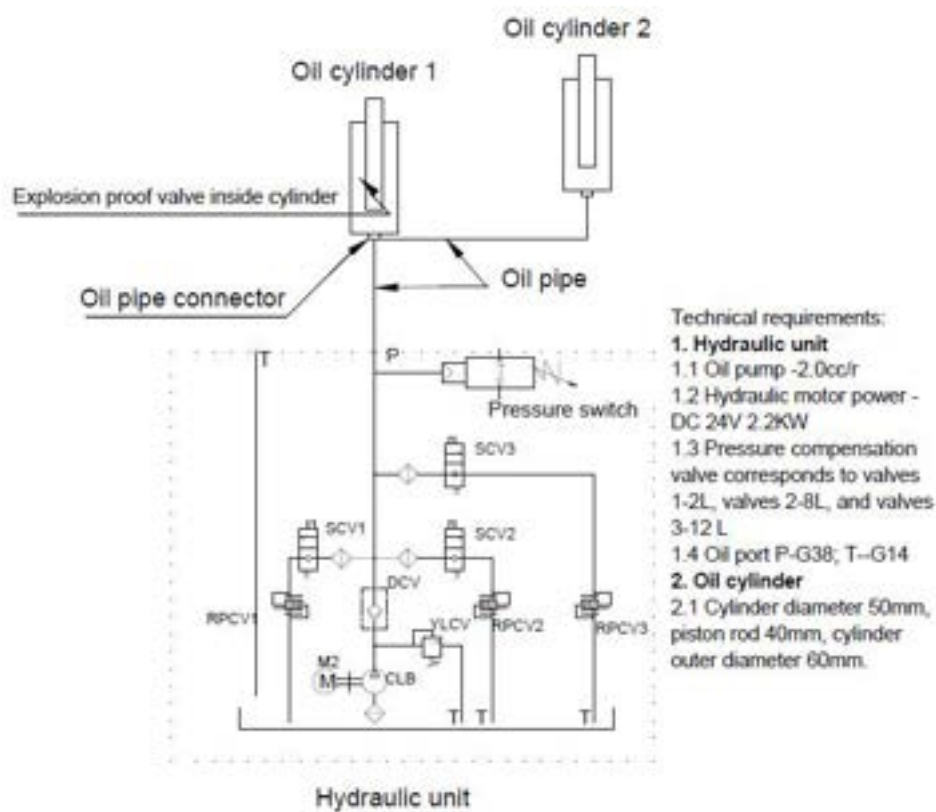 Oil cylinder 2
Oil cylinder 1
Explosion proof valve inside cylinder
Oil pipe connector
Oil pipe
T
P
Pressure switch
SCV3
SCV1
SCV2
DCV
RPCV1
YLCV
RPCV2
RPCV3
M2
M
CLB
T
T
T
Hydraulic unit
Technical requirements:
1. Hydraulic unit
1.1 Oil pump -2.0cc/r
1.2 Hydraulic motor power -
DC 24V 2.2KW
1.3 Pressure compensation
valve corresponds to valves
1-2L, valves 2-8L, and valves
3-12 L
1.4 Oil port P-G38; T--G14
2. Oil cylinder
2.1 Cylinder diameter 50mm,
piston rod 40mm, cylinder
outer diameter 60mm.